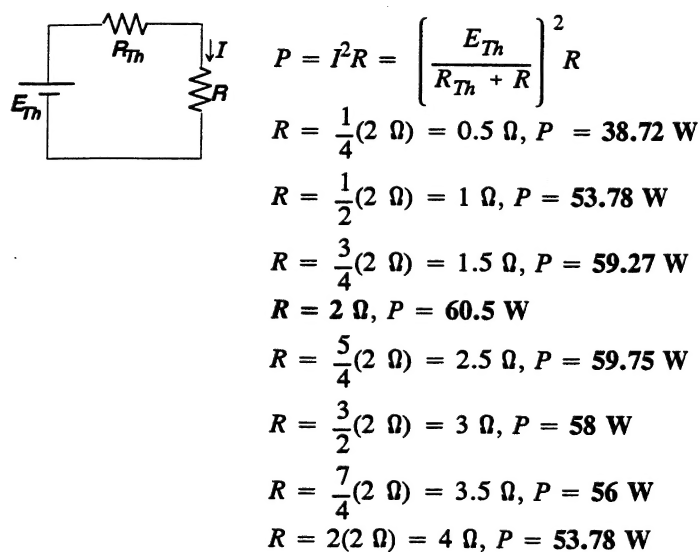 R_Th
↓I
E_Th
R
P = I²R = (E_Th / (R_Th + R))² R
R = 1/4(2 Ω) = 0.5 Ω, P = 38.72 W
R = 1/2(2 Ω) = 1 Ω, P = 53.78 W
R = 3/4(2 Ω) = 1.5 Ω, P = 59.27 W
R = 2 Ω, P = 60.5 W
R = 5/4(2 Ω) = 2.5 Ω, P = 59.75 W
R = 3/2(2 Ω) = 3 Ω, P = 58 W
R = 7/4(2 Ω) = 3.5 Ω, P = 56 W
R = 2(2 Ω) = 4 Ω, P = 53.78 W